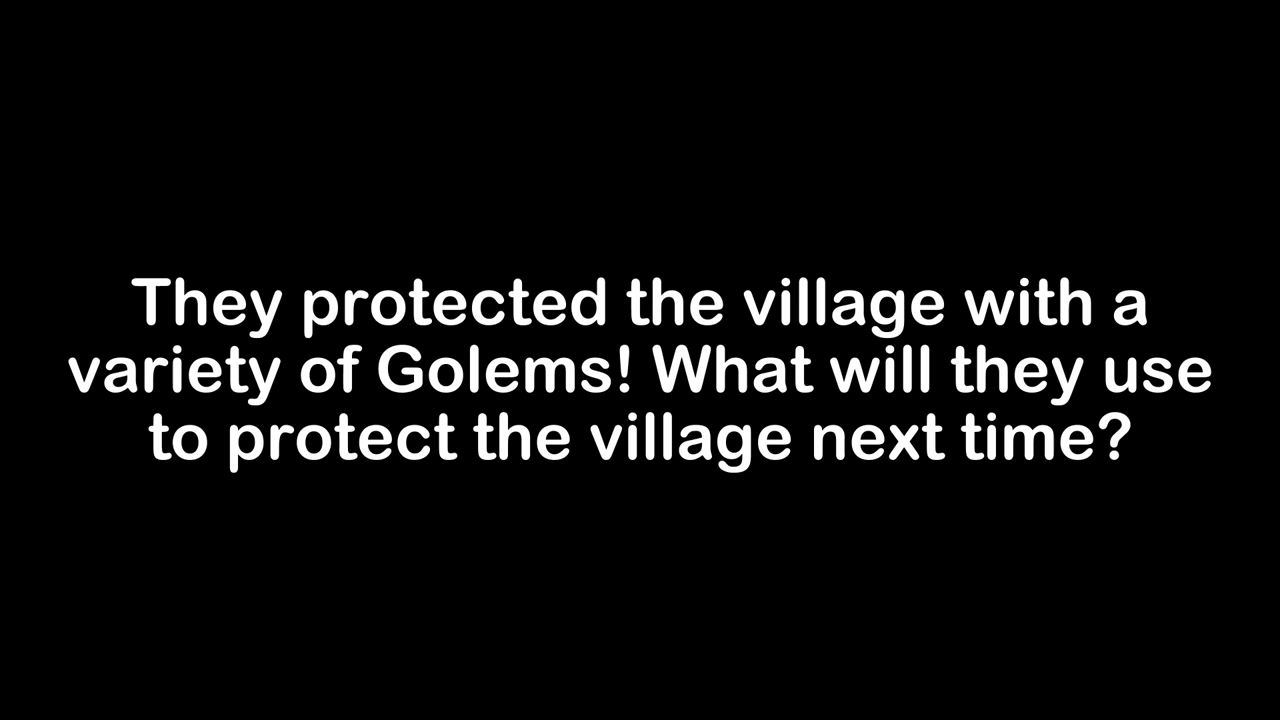 They protected the village with a
variety of Golems! What will they use
to protect the village next time?